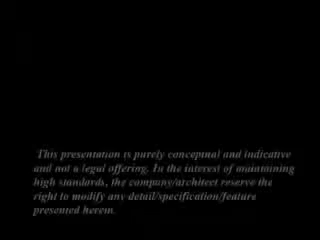 This presentation is purely conceptual and indicative
and not a legal offering. In the interest of maintaining
high standards, the company/architect reserve the
right to modify any detail/specification/feature
presented herein.